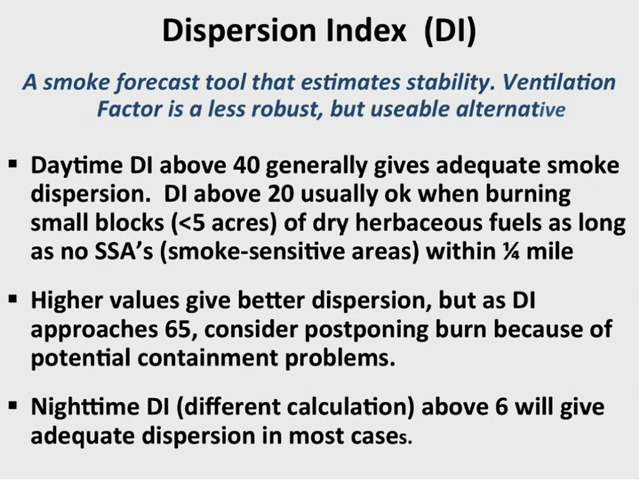 Dispersion Index (DI)
A smoke forecast tool that estimates stability. Ventilation
Factor is a less robust, but useable alternative
▪ Daytime DI above 40 generally gives adequate smoke
dispersion. DI above 20 usually ok when burning
small blocks (<5 acres) of dry herbaceous fuels as long
as no SSA's (smoke-sensitive areas) within ¼ mile
▪ Higher values give better dispersion, but as DI
approaches 65, consider postponing burn because of
potential containment problems.
▪ Nighttime DI (different calculation) above 6 will give
adequate dispersion in most cases.